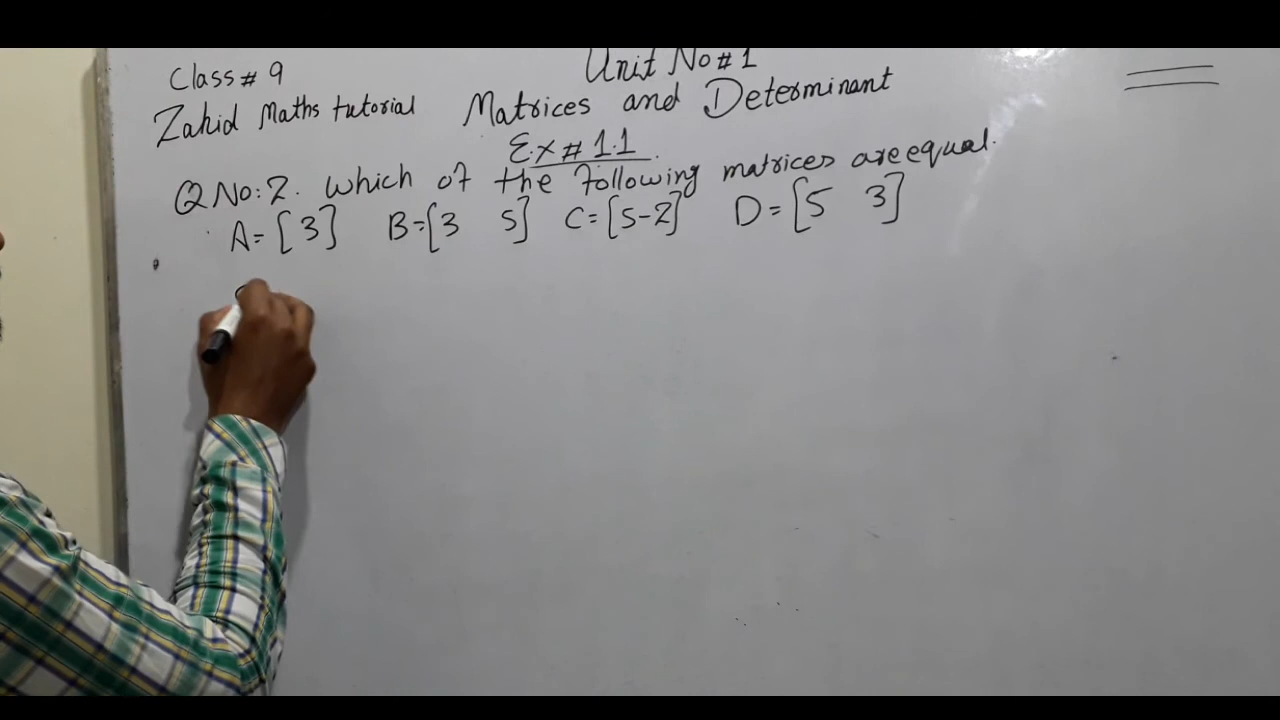 Class # 9
Unit No # 1
Zahid Maths tutorial Matrices and Determinant
Ex # 1.1
Q No: 2. which of the following matrices are equal.
A= [3] B=[3 5] C= [5-2] D= [5 3]